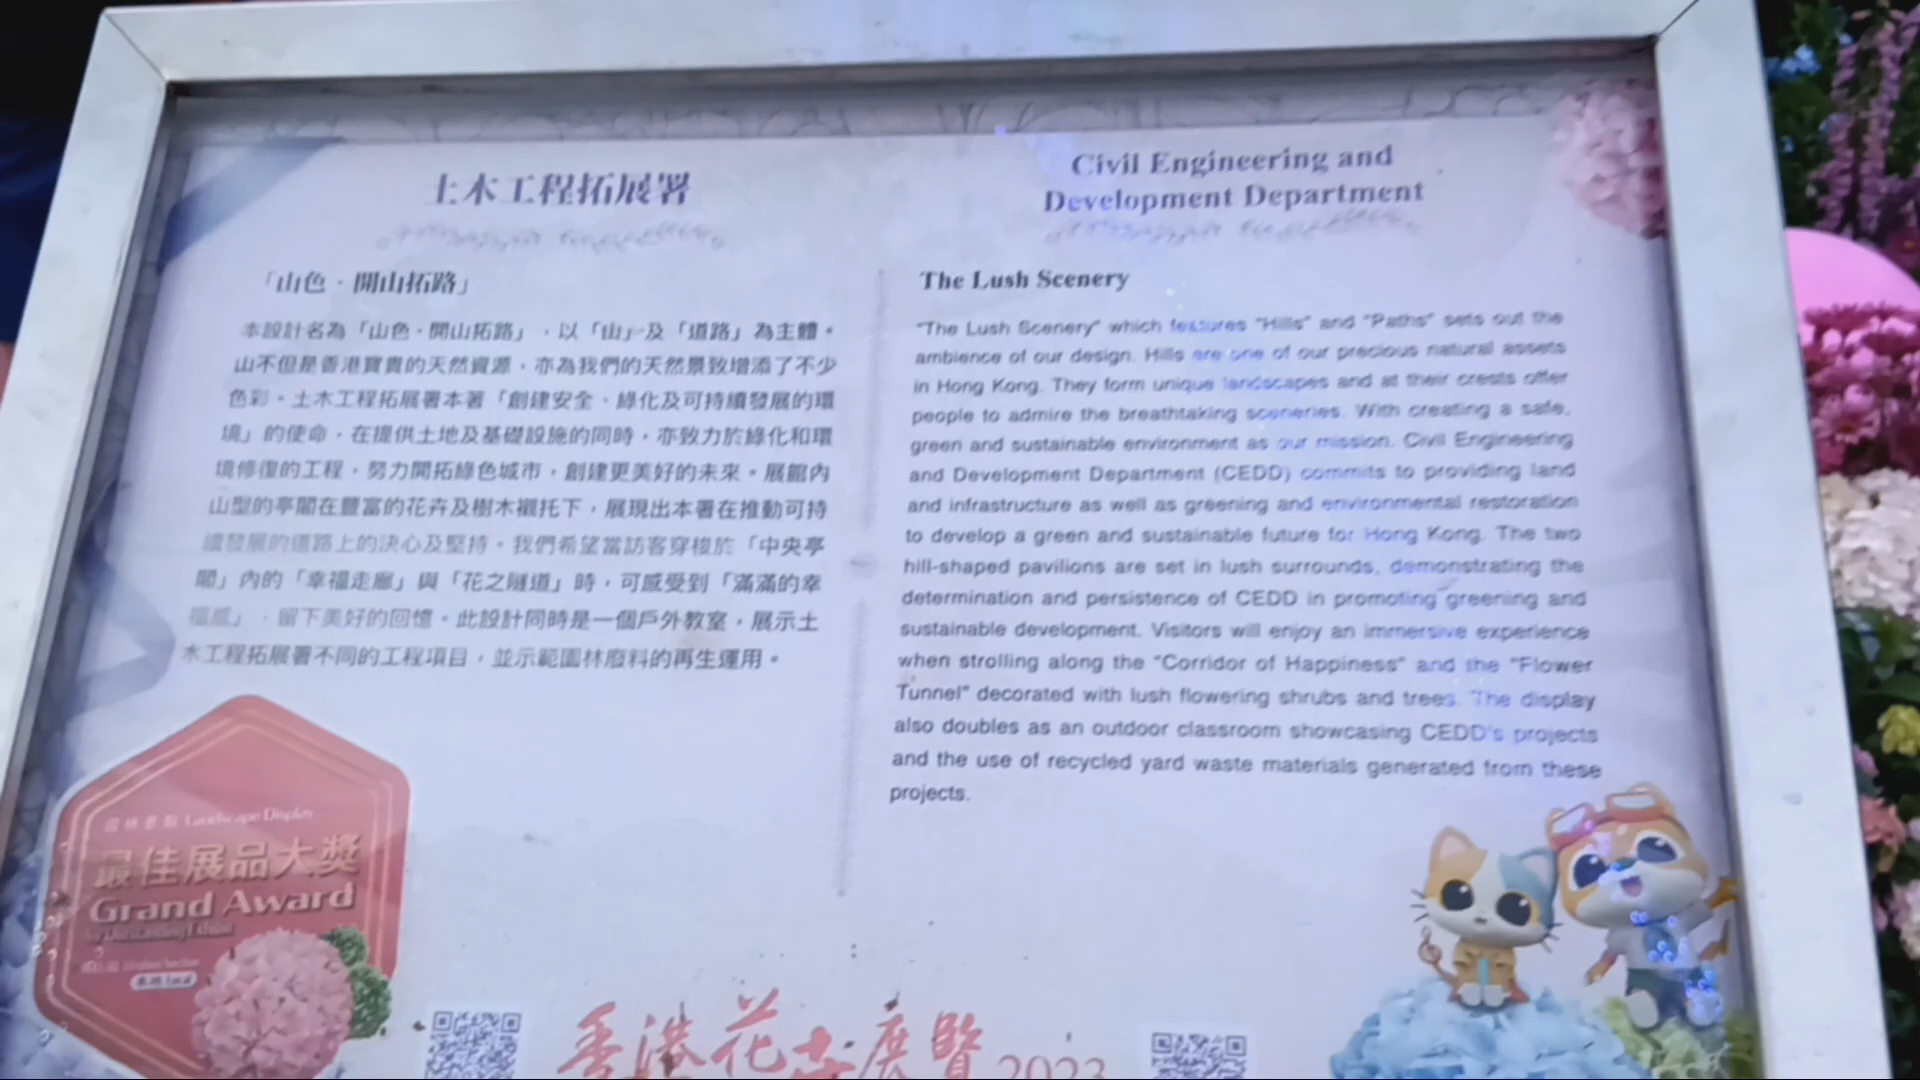 土木工程拓展署
「山色．開山拓路」
本設計名為「山色．開山拓路」，以「山」及「道路」為主體。
山不但是香港寶貴的天然資源，亦為我們的天然景致增添了不少
色彩。土木工程拓展署本著「創建安全、綠化及可持續發展的環
境」的使命，在提供土地及基礎設施的同時，亦致力於綠化和環
境修復的工程，努力開拓綠色城市，創建更美好的未來。展館內
山型的亭閣在豐富的花卉及樹木襯托下，展現出本署在推動可持
續發展的道路上的決心及堅持。我們希望當訪客穿梭於「中央亭
閣」內的「幸福走廊」與「花之隧道」時，可感受到「滿滿的幸
福感」、留下美好的回憶。此設計同時是一個戶外教室，展示土
木工程拓展署不同的工程項目，並示範園林廢料的再生運用。
Civil Engineering and
Development Department
The Lush Scenery
"The Lush Scenery" which features "Hills" and "Paths" sets out the
ambience of our design. Hills are one of our precious natural assets
in Hong Kong. They form unique landscapes and at their crests offer
people to admire the breathtaking sceneries. With creating a safe,
green and sustainable environment as our mission. Civil Engineering
and Development Department (CEDD) commits to providing land
and infrastructure as well as greening and environmental restoration
to develop a green and sustainable future for Hong Kong. The two
hill-shaped pavilions are set in lush surrounds, demonstrating the
determination and persistence of CEDD in promoting greening and
sustainable development. Visitors will enjoy an immersive experience
when strolling along the "Corridor of Happiness" and the "Flower
Tunnel" decorated with lush flowering shrubs and trees. The display
also doubles as an outdoor classroom showcasing CEDD's projects
and the use of recycled yard waste materials generated from these
projects.
園林景點 Landscape Display
最佳展品大獎
Grand Award
for Outstanding Exhibit
本地 Local
香港花卉展覽 2023